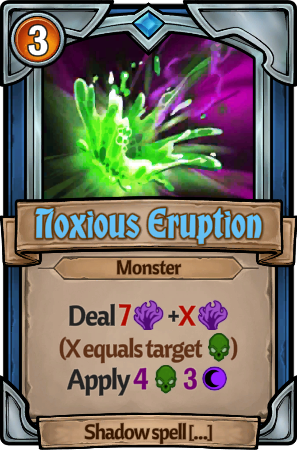 3
Noxious Eruption
Monster
Deal 7 +X
(X equals target )
Apply 4 3
Shadow spell [...]